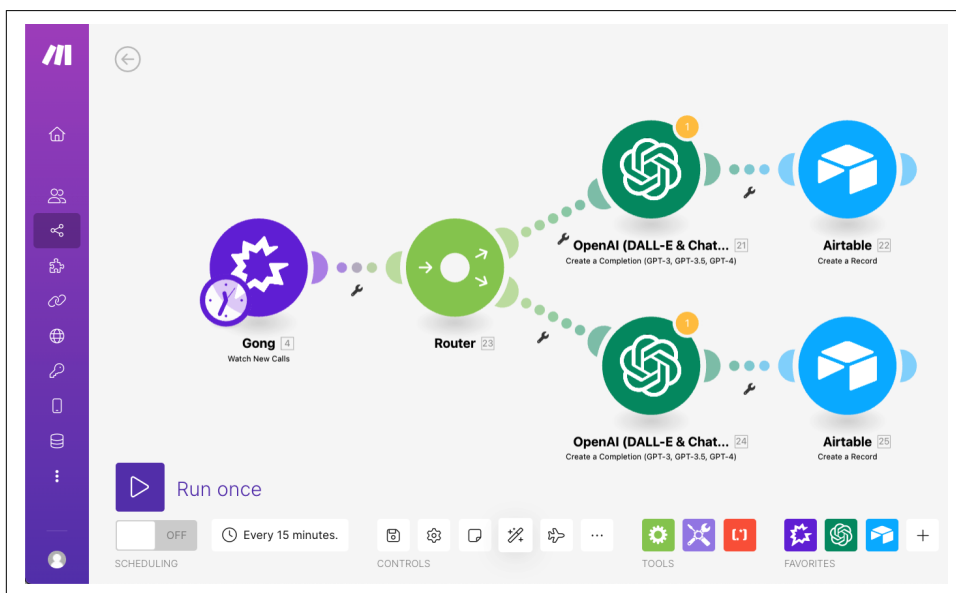 1
OpenAI (DALL-E & Chat... 21
Create a Completion (GPT-3, GPT-3.5, GPT-4)
Airtable 22
Create a Record
Gong 4
Watch New Calls
Router 23
1
OpenAI (DALL-E & Chat... 24
Create a Completion (GPT-3, GPT-3.5, GPT-4)
Airtable 25
Create a Record
Run once
OFF
Every 15 minutes.
SCHEDULING
CONTROLS
TOOLS
FAVORITES